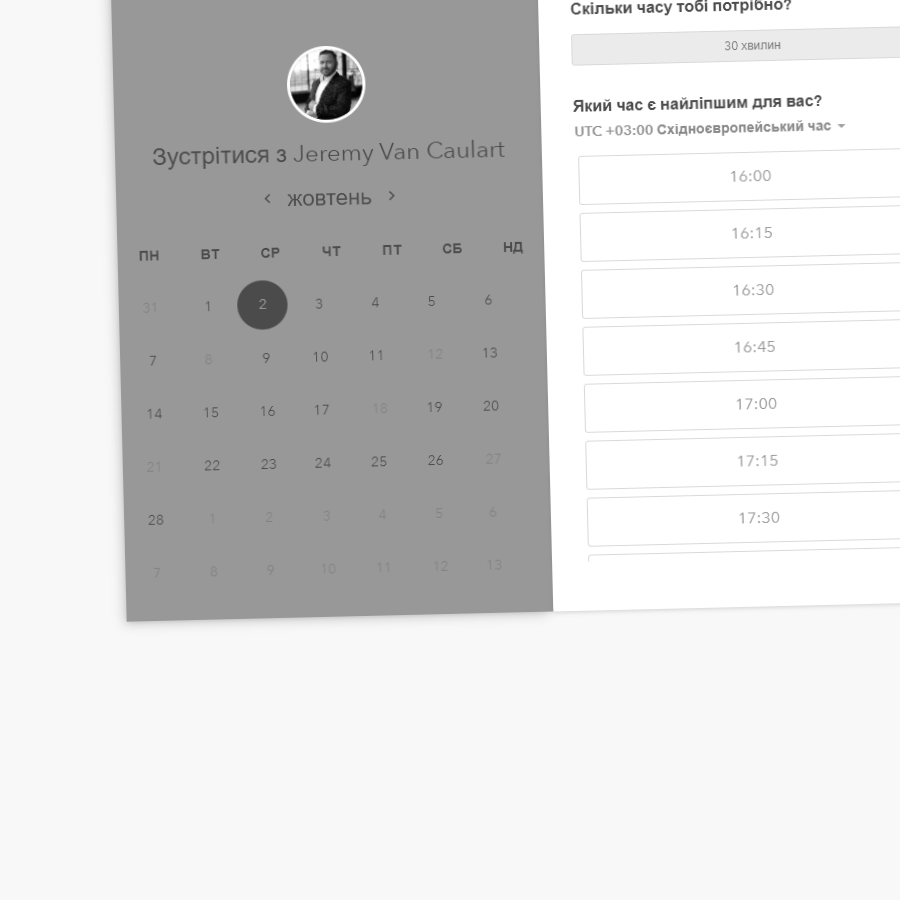 Зустрітися з Jeremy Van Caulart
‹ жовтень ›
ПН ВТ СР ЧТ ПТ СБ НД
31 1 2 3 4 5 6
7 8 9 10 11 12 13
14 15 16 17 18 19 20
21 22 23 24 25 26 27
28 1 2 3 4 5 6
7 8 9 10 11 12 13
Скільки часу тобі потрібно?
30 хвилин
Який час є найліпшим для вас?
UTC +03:00 Східноєвропейський час
16:00
16:15
16:30
16:45
17:00
17:15
17:30